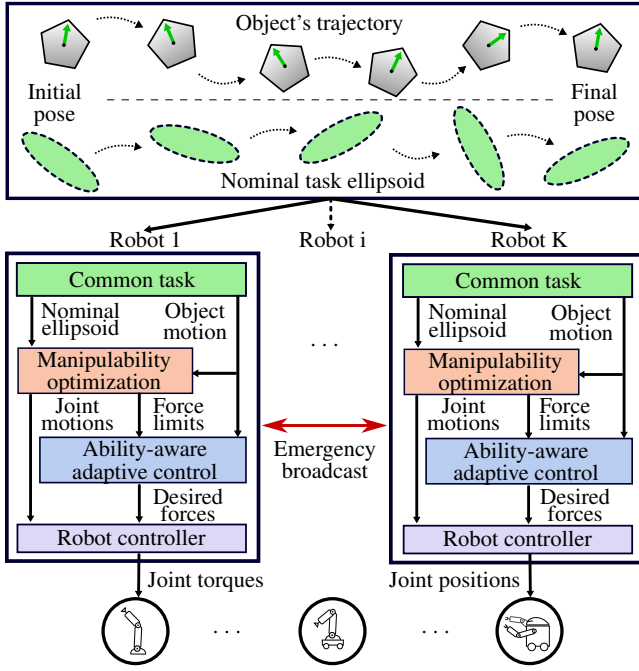 Object's trajectory
Initial
pose
Final
pose
Nominal task ellipsoid
Robot 1
Robot i
Robot K
Common task
Nominal
ellipsoid
Object
motion
Manipulability
optimization
Joint
motions
Force
limits
Ability-aware
adaptive control
Desired
forces
Robot controller
Joint torques
. . .
Emergency
broadcast
Common task
Nominal
ellipsoid
Object
motion
Manipulability
optimization
Joint
motions
Force
limits
Ability-aware
adaptive control
Desired
forces
Robot controller
Joint positions
. . .
. . .